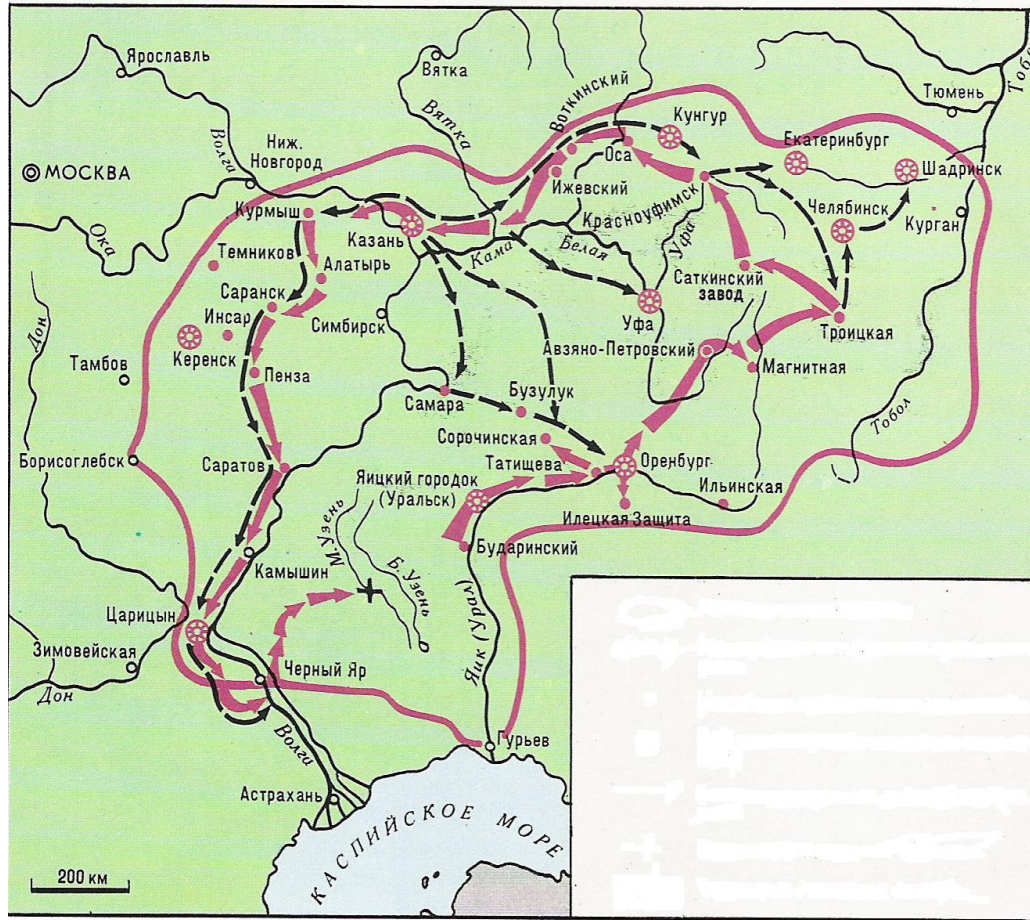 Ярославль
Вятка
Тюмень
Тобол
Воткинский
Кунгур
Екатеринбург
Шадринск
Вятка
Волга
Ниж.
Новгород
МОСКВА
Оса
Ижевский
Курган
Челябинск
Красноуфимск
Курмыш
Казань
Кама
Белая
Уфа
Ока
Темников
Алатырь
Саткинский
завод
Саранск
Инсар
Симбирск
Уфа
Троицкая
Дон
Керенск
Авзяно-Петровский
Магнитная
Тамбов
Пенза
Самара
Бузулук
Тобол
Сорочинская
Борисоглебск
Саратов
Татищева
Оренбург
Яицкий городок
(Уральск)
Ильинская
Илецкая Защита
М. Узень
Бударинский
Камышин
Б. Узень
Царицын
Яик (Урал)
Зимовейская
Черный Яр
Дон
Волга
Гурьев
Астрахань
КАСПИЙСКОЕ МОРЕ
200 км